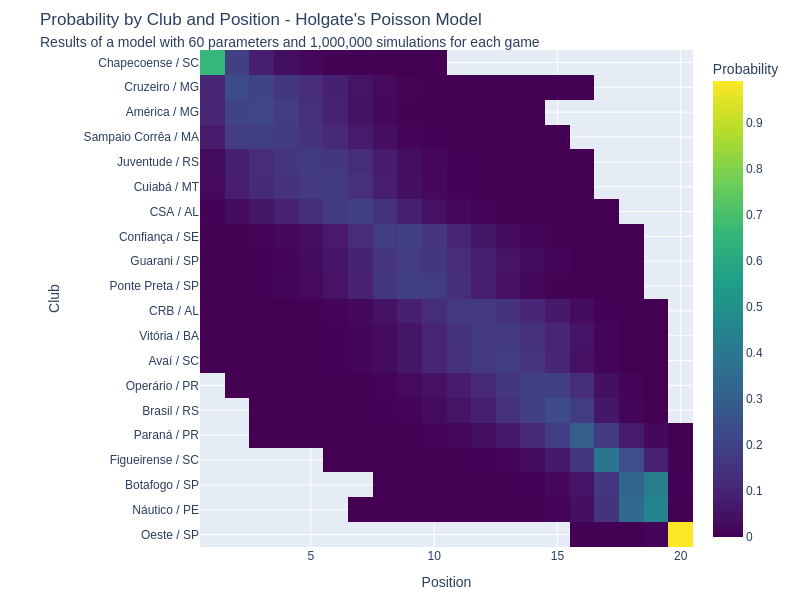 Probability by Club and Position - Holgate's Poisson Model
Results of a model with 60 parameters and 1,000,000 simulations for each game
Probability
Chapecoense / SC
Cruzeiro / MG
América / MG
Sampaio Corrêa / MA
Juventude / RS
Cuiabá / MT
CSA / AL
Confiança / SE
Guarani / SP
Ponte Preta / SP
CRB / AL
Vitória / BA
Avaí / SC
Operário / PR
Brasil / RS
Paraná / PR
Figueirense / SC
Botafogo / SP
Náutico / PE
Oeste / SP
Club
5
10
15
20
Position
0.9
0.8
0.7
0.6
0.5
0.4
0.3
0.2
0.1
0